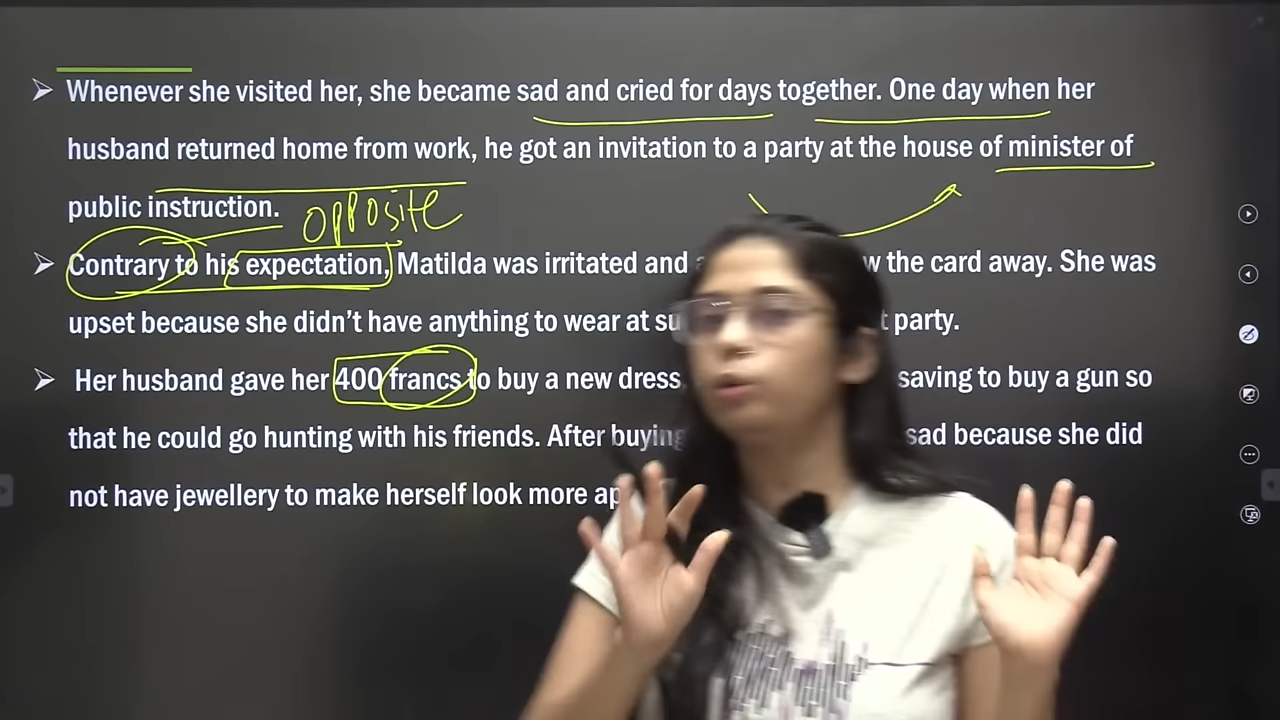 Whenever she visited her, she became sad and cried for days together. One day when her
husband returned home from work, he got an invitation to a party at the house of minister of
public instruction.
opposite
Contrary to his expectation, Matilda was irritated and the card away. She was
upset because she didn't have anything to wear at party.
Her husband gave her 400 francs to buy a new dress. saving to buy a gun so
that he could go hunting with his friends. After buying sad because she did
not have jewellery to make herself look more